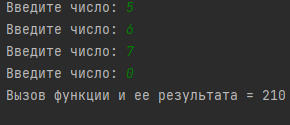 Введите число: 5
Введите число: 6
Введите число: 7
Введите число: 0
Вызов функции и ее результата = 210